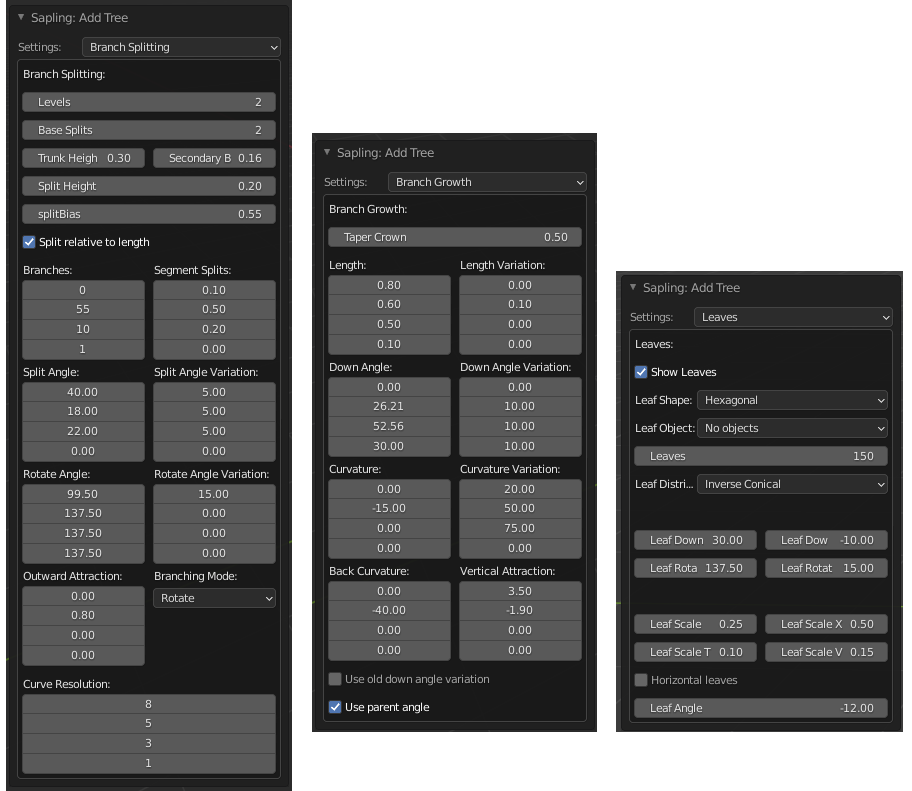 Sapling: Add Tree
Settings: Branch Splitting
Branch Splitting:
Levels 2
Base Splits 2
Trunk Heigh 0.30 Secondary B 0.16
Split Height 0.20
splitBias 0.55
Split relative to length
Branches: Segment Splits:
0 0.10
55 0.50
10 0.20
1 0.00
Split Angle: Split Angle Variation:
40.00 5.00
18.00 5.00
22.00 5.00
0.00 0.00
Rotate Angle: Rotate Angle Variation:
99.50 15.00
137.50 0.00
137.50 0.00
137.50 0.00
Outward Attraction: Branching Mode:
0.00 Rotate
0.80
0.00
0.00
Curve Resolution:
8
5
3
1
Sapling: Add Tree
Settings: Branch Growth
Branch Growth:
Taper Crown 0.50
Length: Length Variation:
0.80 0.00
0.60 0.10
0.50 0.00
0.10 0.00
Down Angle: Down Angle Variation:
0.00 0.00
26.21 10.00
52.56 10.00
30.00 10.00
Curvature: Curvature Variation:
0.00 20.00
-15.00 50.00
0.00 75.00
0.00 0.00
Back Curvature: Vertical Attraction:
0.00 3.50
-40.00 -1.90
0.00 0.00
0.00 0.00
Use old down angle variation
Use parent angle
Sapling: Add Tree
Settings: Leaves
Leaves:
Show Leaves
Leaf Shape: Hexagonal
Leaf Object: No objects
Leaves 150
Leaf Distri... Inverse Conical
Leaf Down 30.00 Leaf Dow -10.00
Leaf Rota 137.50 Leaf Rotat 15.00
Leaf Scale 0.25 Leaf Scale X 0.50
Leaf Scale T 0.10 Leaf Scale V 0.15
Horizontal leaves
Leaf Angle -12.00